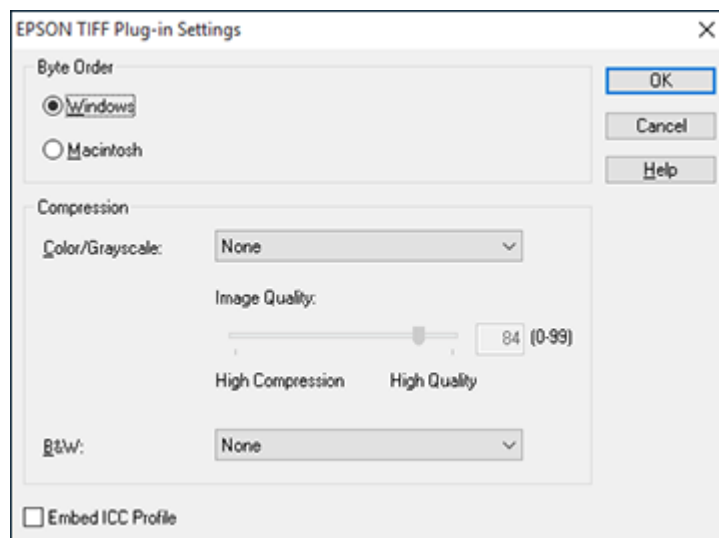 EPSON TIFF Plug-in Settings
Byte Order
Windows
Macintosh
OK
Cancel
Help
Compression
Color/Grayscale: None
Image Quality:
84 (0-99)
High Compression High Quality
B&W: None
Embed ICC Profile